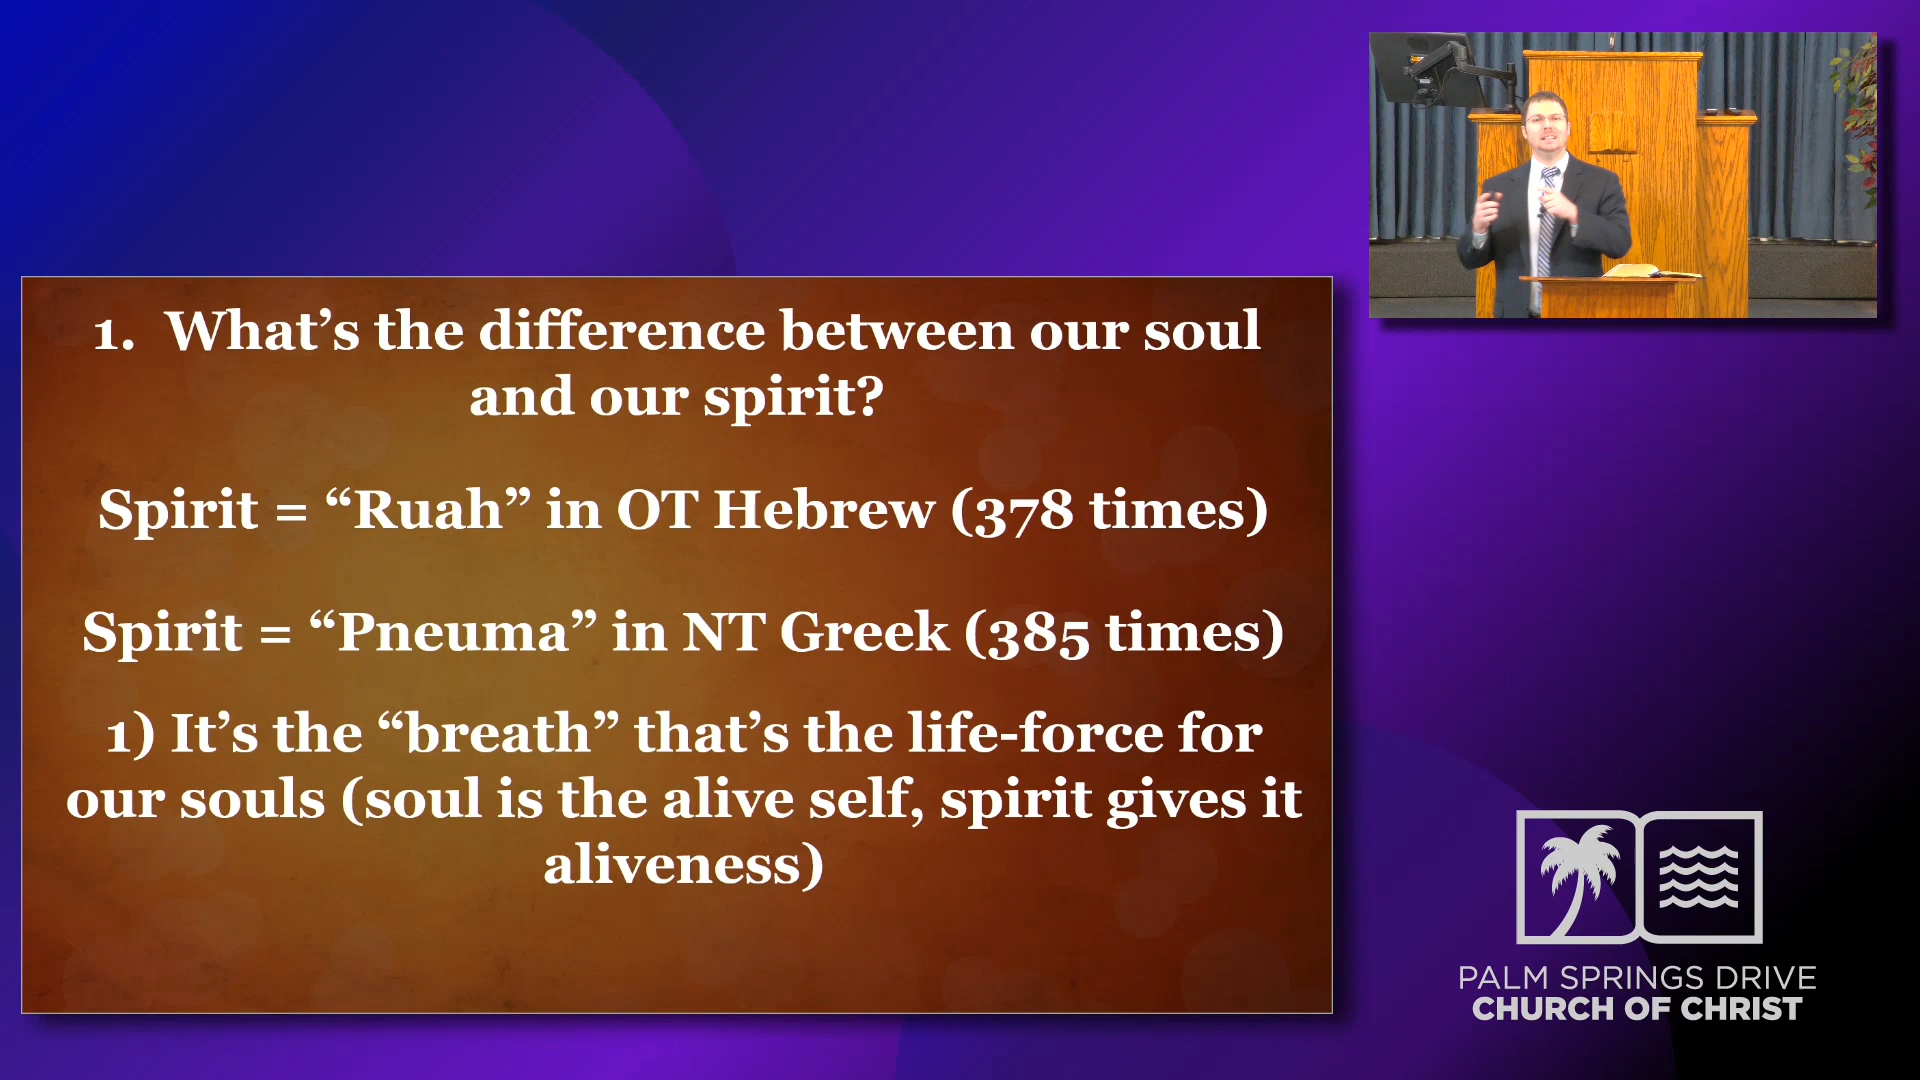 1. What’s the difference between our soul
and our spirit?
Spirit = “Ruah” in OT Hebrew (378 times)
Spirit = “Pneuma” in NT Greek (385 times)
1) It’s the “breath” that’s the life-force for
our souls (soul is the alive self, spirit gives it
aliveness)
PALM SPRINGS DRIVE
CHURCH OF CHRIST